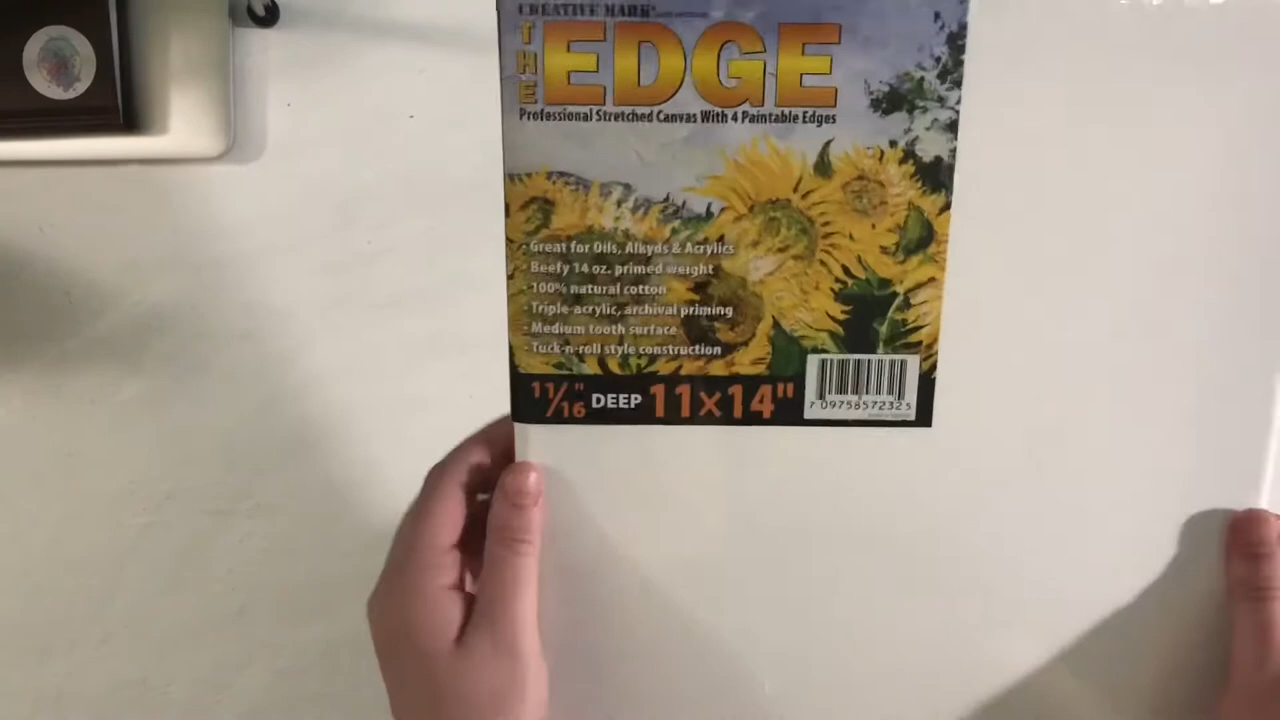 CREATIVE MARK
THE
EDGE
Professional Stretched Canvas With 4 Paintable Edges
· Great for Oils, Alkyds & Acrylics
Beefy 14 oz. primed weight
· 100% natural cotton
· Triple-acrylic, archival priming
· Medium tooth surface
· Tuck-n-roll style construction
11/16" DEEP 11x14"
7 09758 57232 5